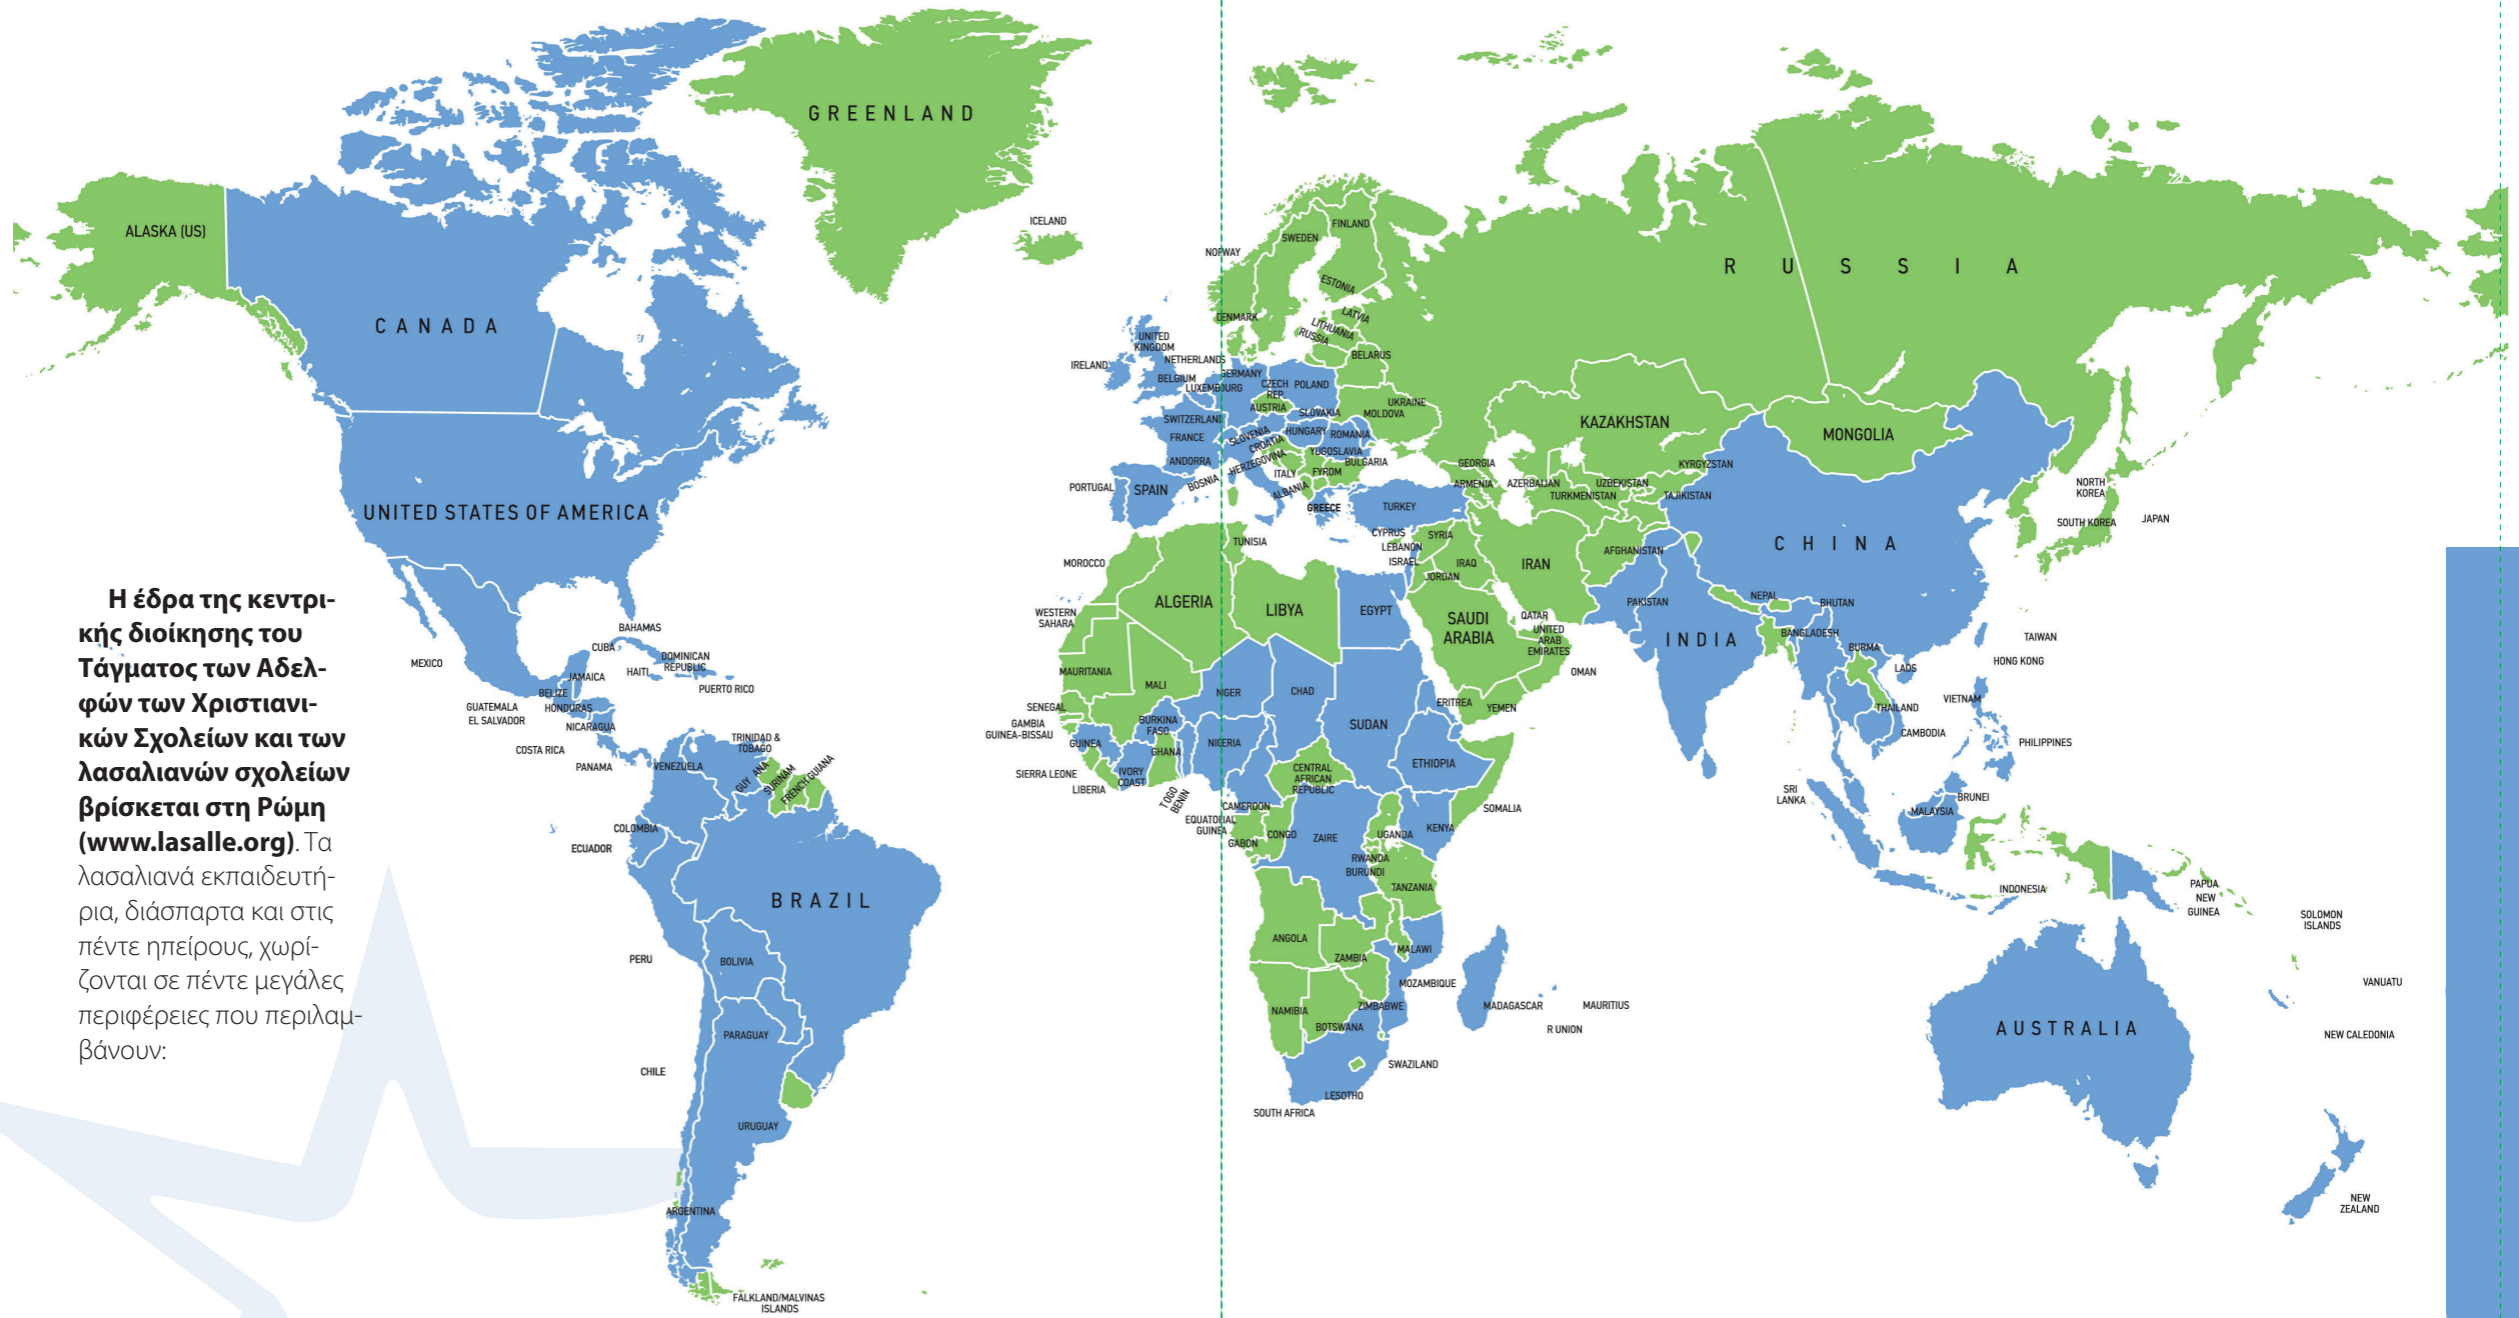 GREENLAND
ALASKA (US)
ICELAND
CANADA
NORWAY
SWEDEN
FINLAND
ESTONIA
LATVIA
LITHUANIA
RUSSIA
DENMARK
BELARUS
R U S S I A
UNITED
KINGDOM
IRELAND
NETHERLANDS
BELGIUM
LUXEMBOURG
GERMANY
CZECH
REP.
POLAND
AUSTRIA
SLOVAKIA
UKRAINE
MOLDOVA
SWITZERLAND
FRANCE
SLOVENIA
CROATIA
HUNGARY
ROMANIA
YUGOSLAVIA
BULGARIA
ANDORRA
HERZEGOVINA
BOSNIA
ITALY
FYROM
ALBANIA
GREECE
PORTUGAL
SPAIN
TURKEY
GEORGIA
ARMENIA
AZERBAIJAN
KAZAKHSTAN
MONGOLIA
KYRGYZSTAN
UZBEKISTAN
TURKMENISTAN
TAJIKISTAN
NORTH
KOREA
SOUTH KOREA
JAPAN
CHINA
UNITED STATES OF AMERICA
CYPRUS
LEBANON
ISRAEL
SYRIA
IRAQ
JORDAN
IRAN
AFGHANISTAN
TUNISIA
MOROCCO
ALGERIA
LIBYA
EGYPT
WESTERN
SAHARA
SAUDI
ARABIA
QATAR
UNITED
ARAB
EMIRATES
OMAN
YEMEN
PAKISTAN
INDIA
NEPAL
BHUTAN
BANGLADESH
BURMA
LAOS
TAIWAN
HONG KONG
VIETNAM
THAILAND
CAMBODIA
PHILIPPINES
Η έδρα της κεντρι-
κής διοίκησης του
Τάγματος των Αδελ-
φών των Χριστιανι-
κών Σχολείων και των
λασαλιανών σχολείων
βρίσκεται στη Ρώμη
(www.lasalle.org). Τα
λασαλιανά εκπαιδευτή-
ρια, διάσπαρτα και στις
πέντε ηπείρους, χωρί-
ζονται σε πέντε μεγάλες
περιφέρειες που περιλαμ-
βάνουν:
MEXICO
BAHAMAS
CUBA
DOMINICAN
REPUBLIC
HAITI
JAMAICA
PUERTO RICO
BELIZE
GUATEMALA
HONDURAS
EL SALVADOR
NICARAGUA
COSTA RICA
PANAMA
TRINIDAD &
TOBAGO
VENEZUELA
GUY ANA
SURINAM
FRENCH GUIANA
COLOMBIA
ECUADOR
BRAZIL
PERU
BOLIVIA
PARAGUAY
CHILE
URUGUAY
ARGENTINA
FALKLAND/MALVINAS
ISLANDS
MAURITANIA
MALI
NIGER
CHAD
SUDAN
ERITREA
SENEGAL
GAMBIA
GUINEA-BISSAU
GUINEA
BURKINA
FASO
GHANA
NIGERIA
SIERRA LEONE
LIBERIA
IVORY
COAST
TOGO
BENIN
CAMEROON
EQUATORIAL
GUINEA
GABON
CONGO
CENTRAL
AFRICAN
REPUBLIC
ETHIOPIA
SOMALIA
ZAIRE
UGANDA
KENYA
RWANDA
BURUNDI
TANZANIA
ANGOLA
ZAMBIA
MALAWI
MOZAMBIQUE
ZIMBABWE
NAMIBIA
BOTSWANA
SWAZILAND
LESOTHO
SOUTH AFRICA
MADAGASCAR
MAURITIUS
R UNION
SRI
LANKA
MALAYSIA
BRUNEI
INDONESIA
PAPUA
NEW
GUINEA
SOLOMON
ISLANDS
VANUATU
NEW CALEDONIA
AUSTRALIA
NEW
ZEALAND